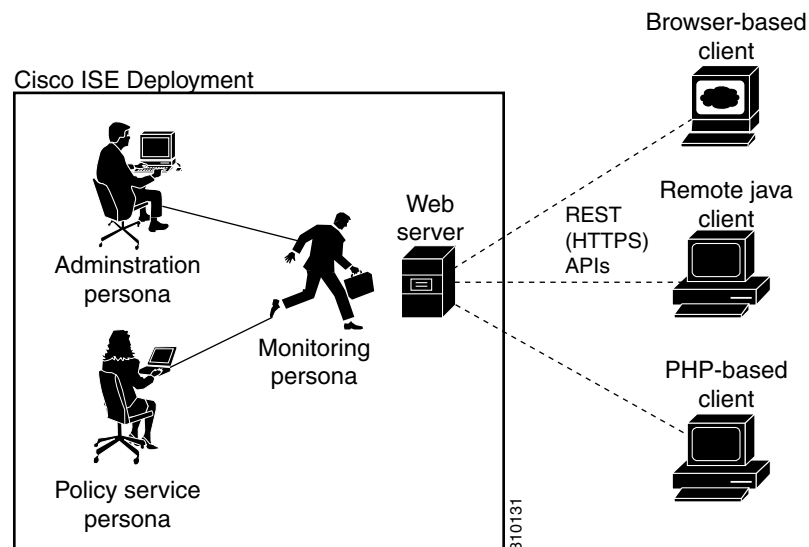 Browser-based
client
Cisco ISE Deployment
Web
server
REST
(HTTPS)
APIs
Remote java
client
Adminstration
persona
Monitoring
persona
PHP-based
client
Policy service
persona
310131